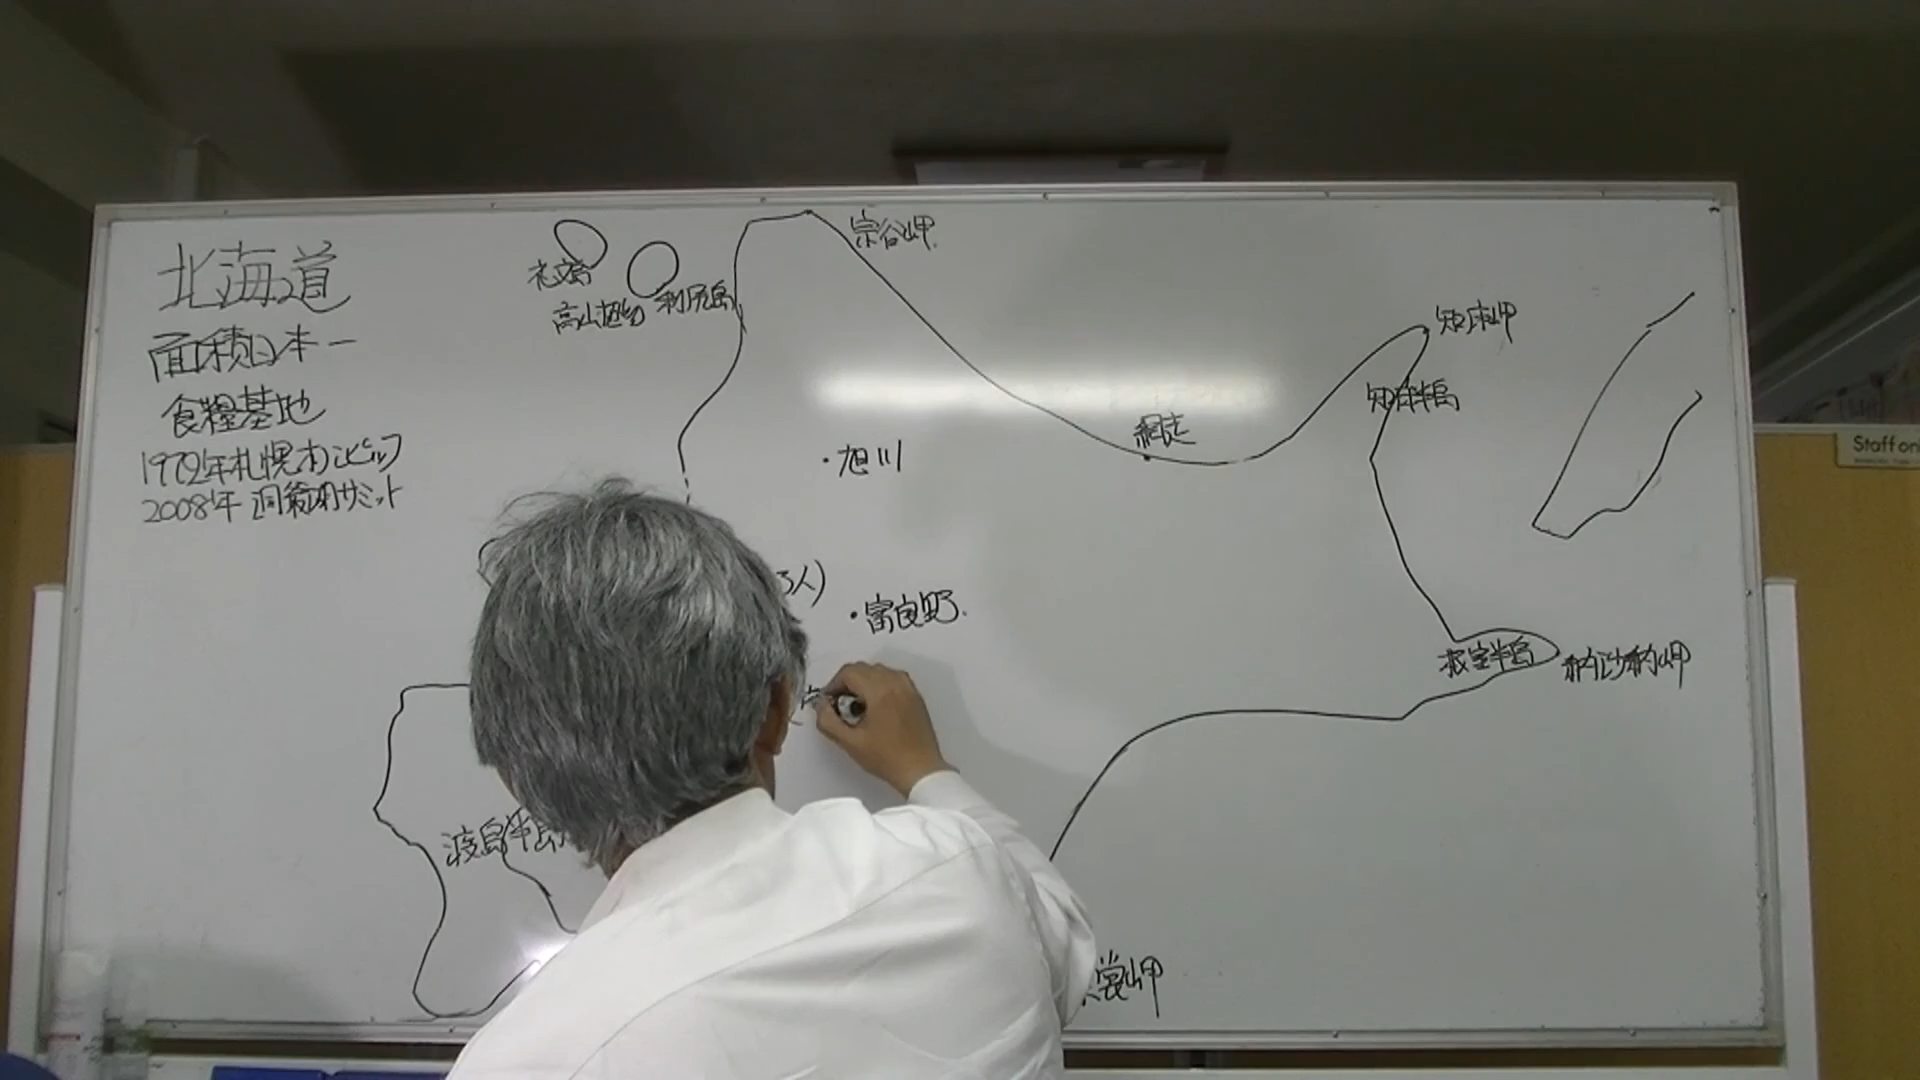 北海道
面積日本一
食糧基地
1972年札幌オリンピック
2008年 洞爺湖サミット
礼文島
利尻島
高山植物
宗谷岬
知床岬
知床半島
網走
・旭川
万人)
・富良野
根室半島
納沙布岬
渡島半島
裳岬
Staff on